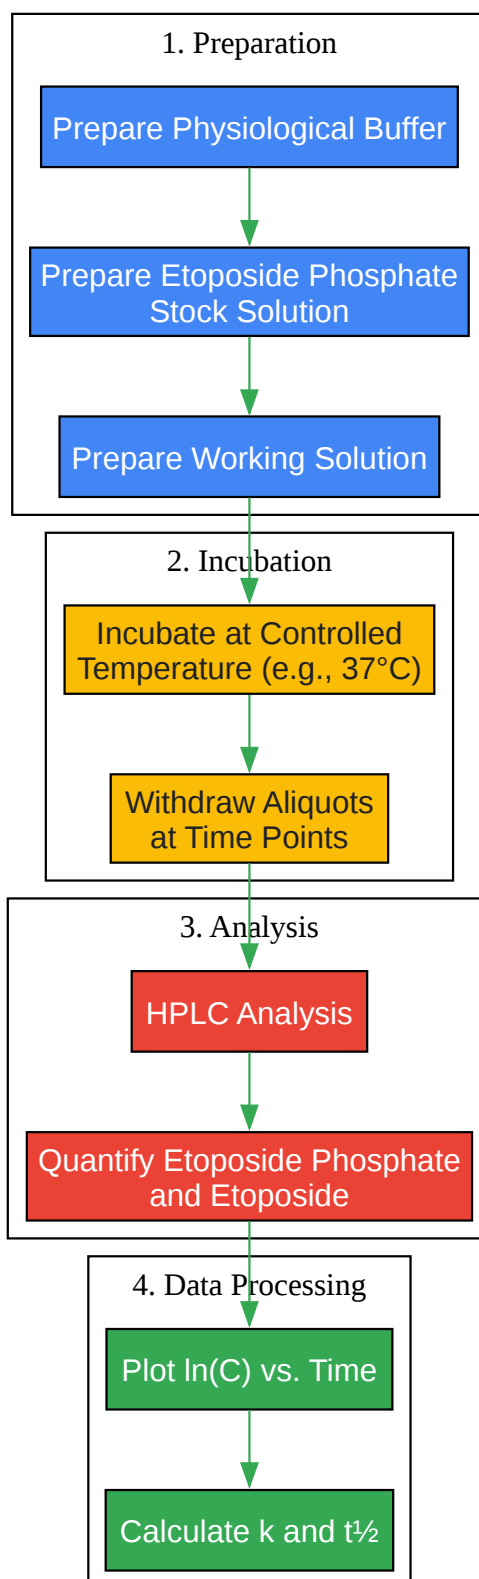 1. Preparation
Prepare Physiological Buffer
Prepare Etoposide Phosphate
Stock Solution
Prepare Working Solution
2. Incubation
Incubate at Controlled
Temperature (e.g., 37°C)
Withdraw Aliquots
at Time Points
3. Analysis
HPLC Analysis
Quantify Etoposide Phosphate
and Etoposide
4. Data Processing
Plot ln(C) vs. Time
Calculate k and t½